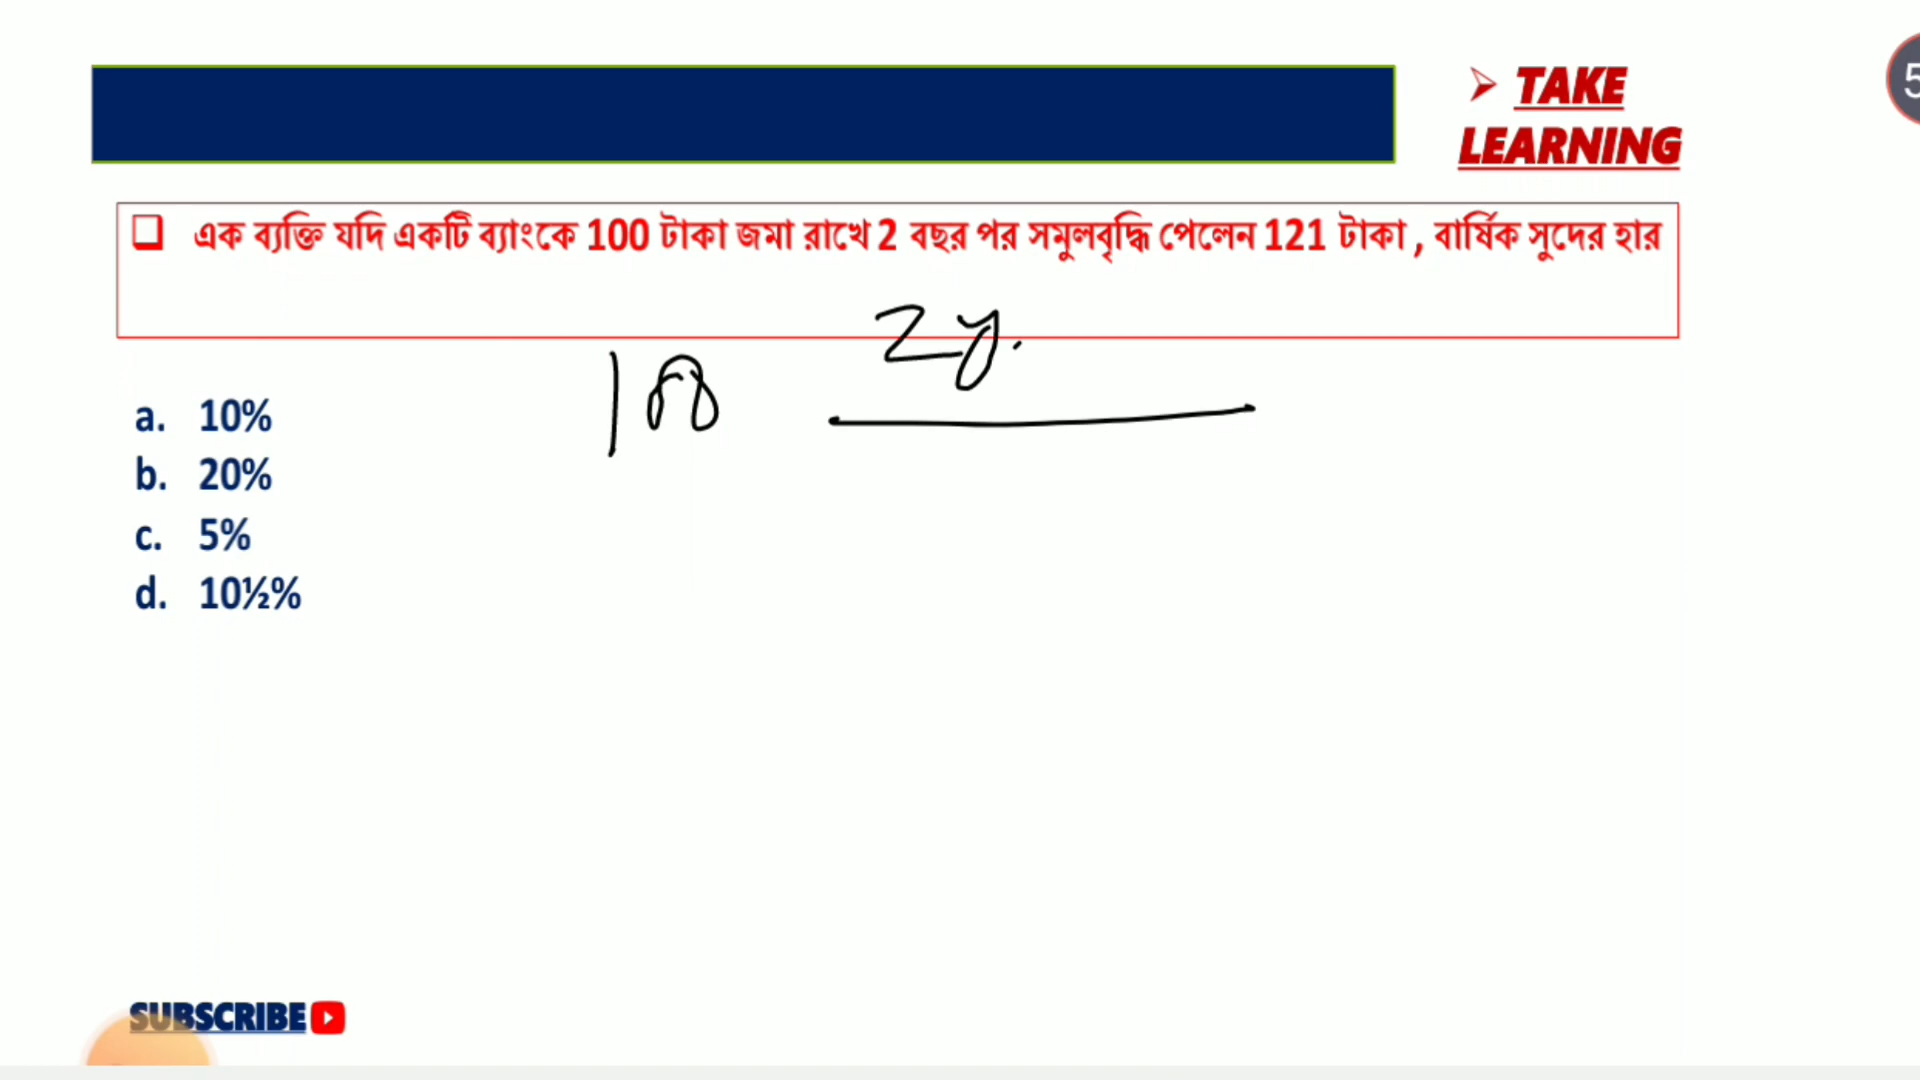 ➢ TAKE
LEARNING
5
❑ এক ব্যক্তি যদি একটি ব্যাংকে 100 টাকা জমা রাখে 2 বছর পর সমুলবৃদ্ধি পেলেন 121 টাকা , বার্ষিক সুদের হার
2y.
100
a. 10%
b. 20%
c. 5%
d. 10½%
SUBSCRIBE